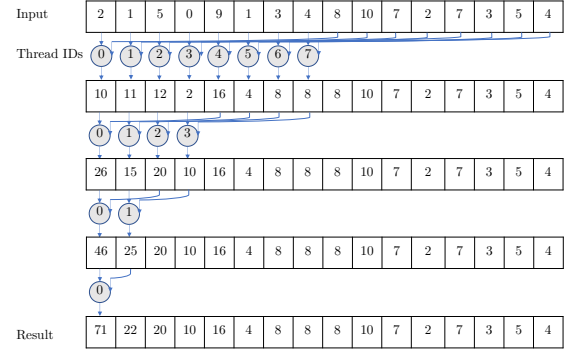 Input 2 1 5 0 9 1 3 4 8 10 7 2 7 3 5 4
Thread IDs 0 1 2 3 4 5 6 7
10 11 12 2 16 4 8 8 8 10 7 2 7 3 5 4
0 1 2 3
26 15 20 10 16 4 8 8 8 10 7 2 7 3 5 4
0 1
46 25 20 10 16 4 8 8 8 10 7 2 7 3 5 4
0
Result 71 22 20 10 16 4 8 8 8 10 7 2 7 3 5 4